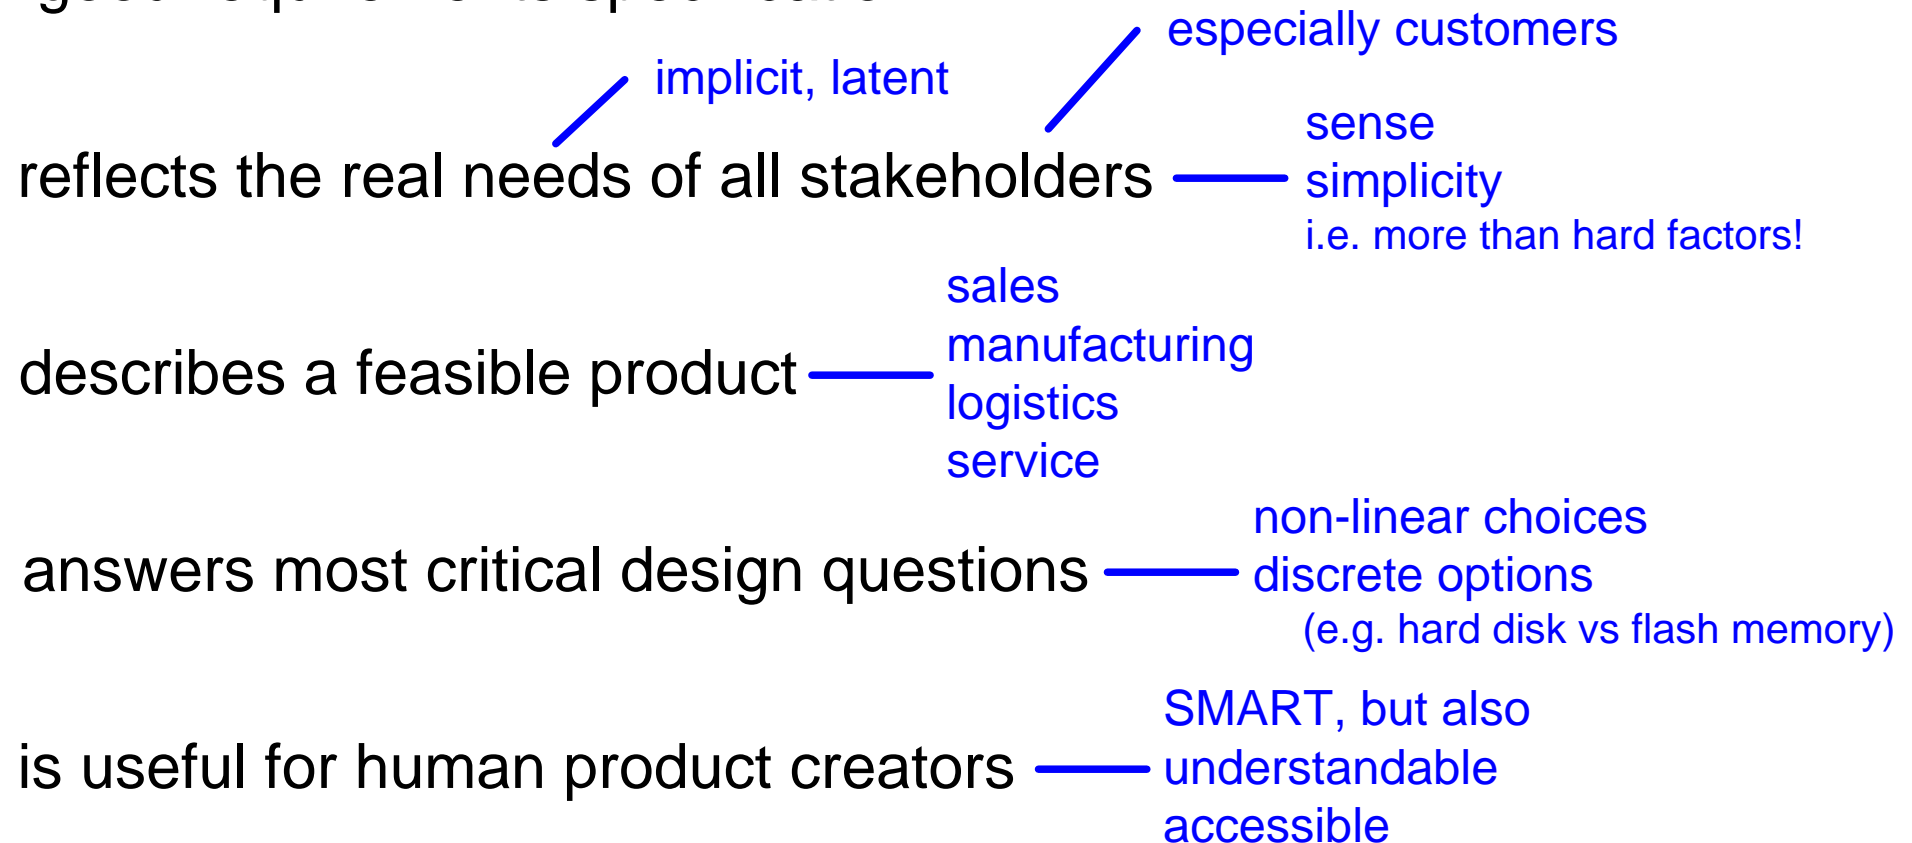 especially customers
implicit, latent
reflects the real needs of all stakeholders
sense
simplicity
i.e. more than hard factors!
describes a feasible product
sales
manufacturing
logistics
service
answers most critical design questions
non-linear choices
discrete options
(e.g. hard disk vs flash memory)
is useful for human product creators
SMART, but also
understandable
accessible